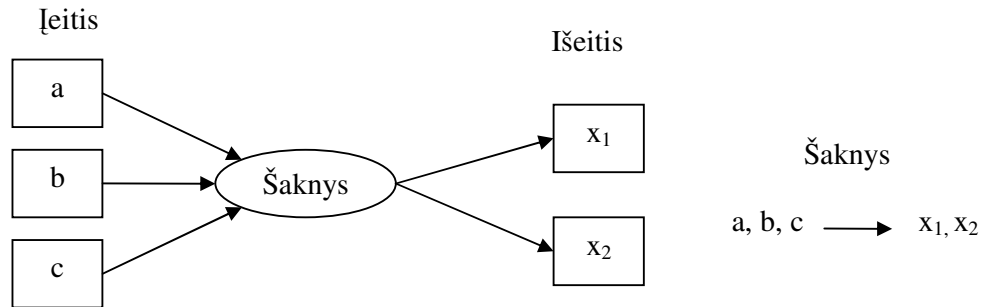 Įeitis
Išeitis
a
b
c
Šaknys
x₁
x₂
Šaknys
a, b, c
x₁, x₂